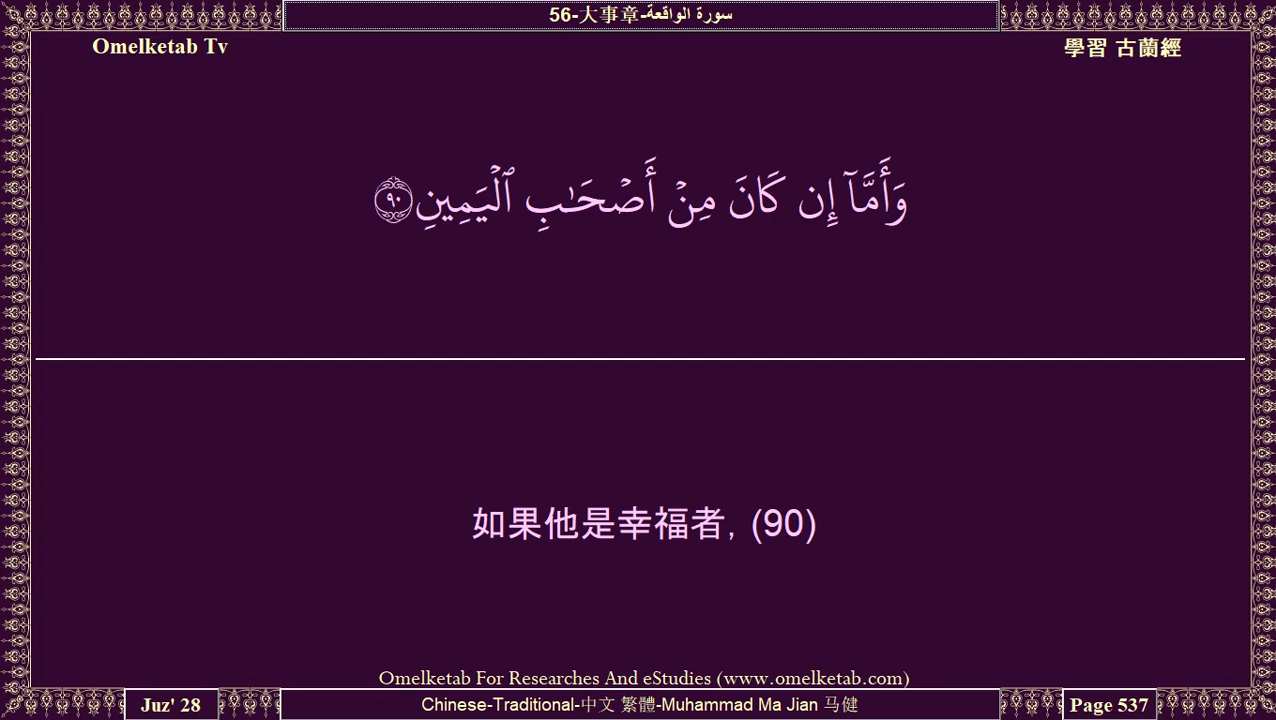 56-大事章-سورة الواقعة
Omelketab Tv
學習 古蘭經
وَأَمَّآ إِن كَانَ مِنۡ أَصۡحَـٰبِ ٱلۡيَمِينِ ٩٠
如果他是幸福者, (90)
Omelketab For Researches And eStudies (www.omelketab.com)
Juz' 28
Chinese-Traditional-中文 繁體-Muhammad Ma Jian 马健
Page 537